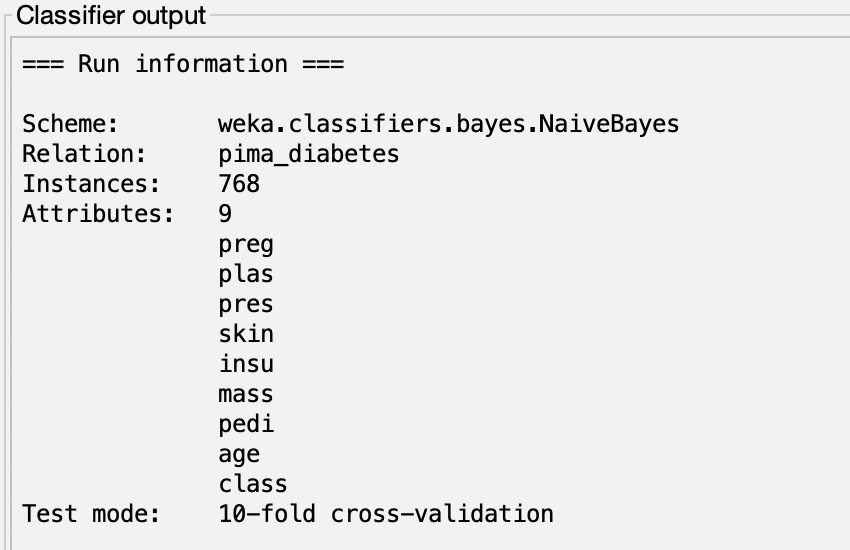 Classifier output
=== Run information ===
Scheme: weka.classifiers.bayes.NaiveBayes
Relation: pima_diabetes
Instances: 768
Attributes: 9
preg
plas
pres
skin
insu
mass
pedi
age
class
Test mode: 10-fold cross-validation